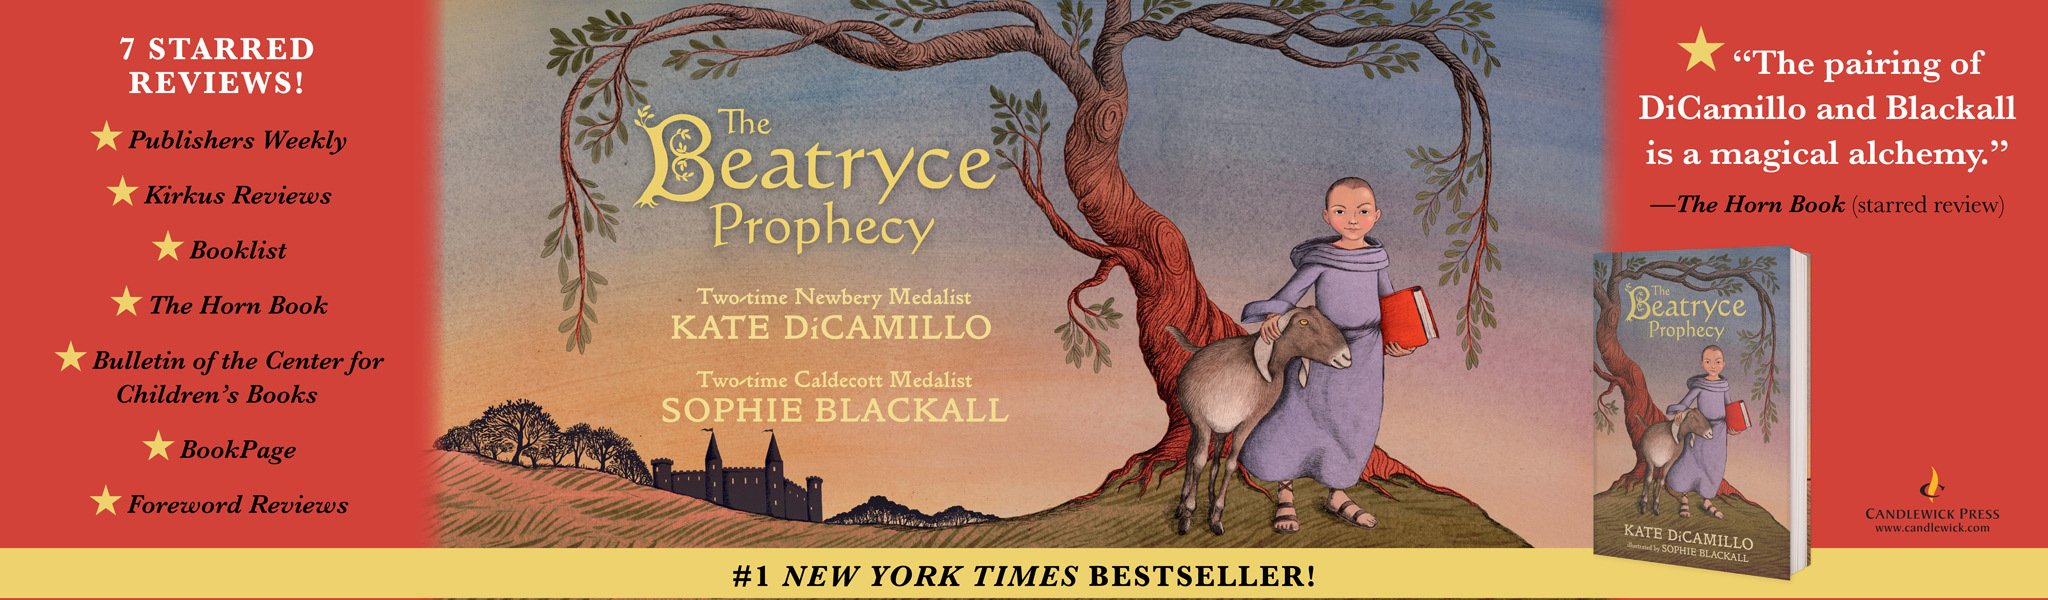 7 STARRED
REVIEWS!
Publishers Weekly
Kirkus Reviews
Booklist
The Horn Book
Bulletin of the Center for
Children’s Books
BookPage
Foreword Reviews
The
Beatryce
Prophecy
Two-time Newbery Medalist
KATE DiCAMILLO
Two-time Caldecott Medalist
SOPHIE BLACKALL
“The pairing of
DiCamillo and Blackall
is a magical alchemy.”
—The Horn Book (starred review)
The
Beatryce
Prophecy
KATE DiCAMILLO
illustrated by SOPHIE BLACKALL
CANDLEWICK PRESS
www.candlewick.com
#1 NEW YORK TIMES BESTSELLER!